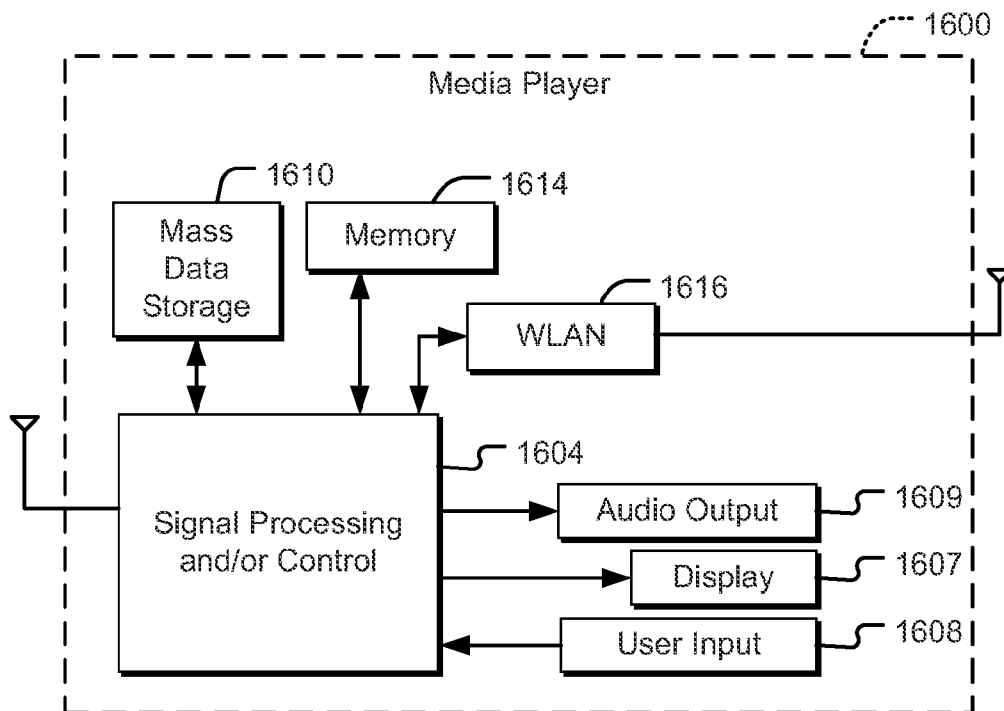 1600
Media Player
1610
1614
Mass
Data
Storage
Memory
1616
WLAN
1604
Signal Processing
and/or Control
Audio Output
1609
Display
1607
User Input
1608